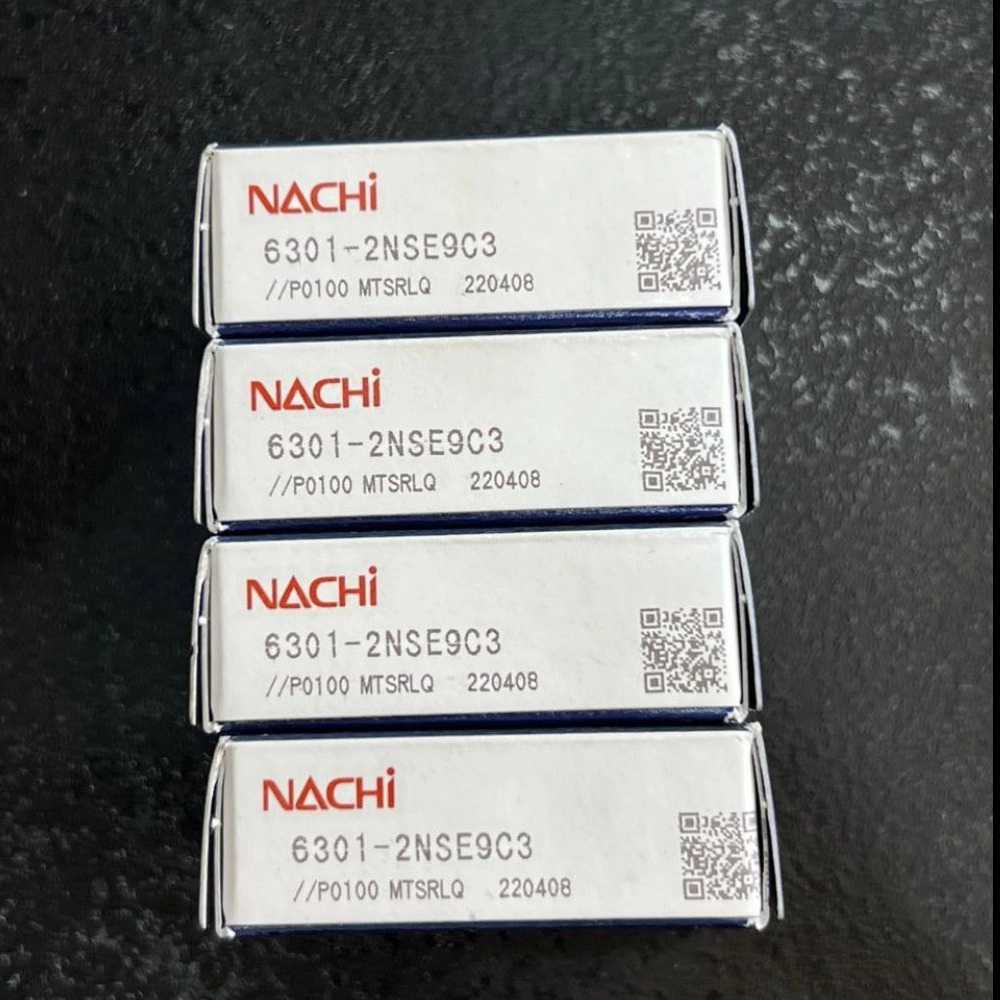 NACHi
6301-2NSE9C3
//P0100 MTSRLQ 220408
NACHi
6301-2NSE9C3
//P0100 MTSRLQ 220408
NACHi
6301-2NSE9C3
//P0100 MTSRLQ 220408
NACHi
6301-2NSE9C3
//P0100 MTSRLQ 220408